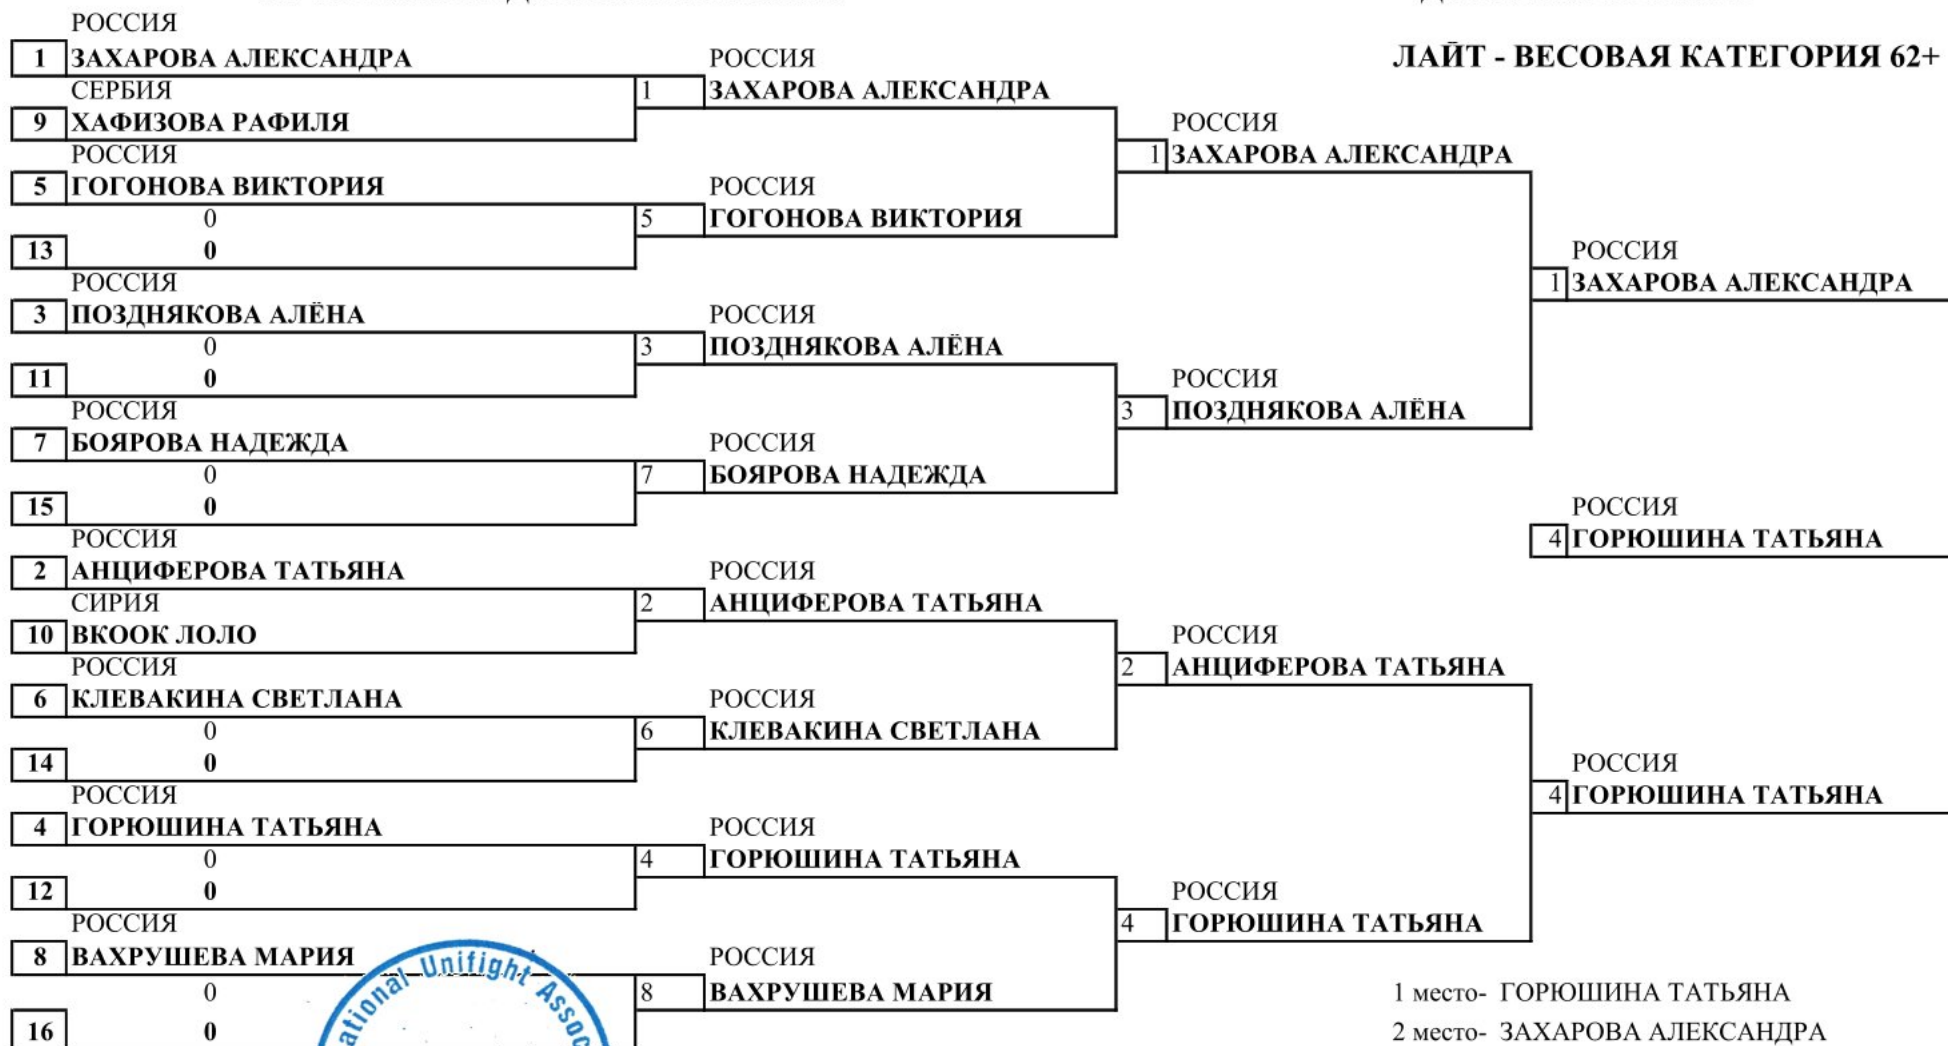 РОССИЯ
1 ЗАХАРОВА АЛЕКСАНДРА
СЕРБИЯ
9 ХАФИЗОВА РАФИЛЯ
РОССИЯ
5 ГОГОНОВА ВИКТОРИЯ
0
13 0
РОССИЯ
3 ПОЗДНЯКОВА АЛЁНА
0
11 0
РОССИЯ
7 БОЯРОВА НАДЕЖДА
0
15 0
РОССИЯ
2 АНЦИФЕРОВА ТАТЬЯНА
СИРИЯ
10 ВКООК ЛОЛО
РОССИЯ
6 КЛЕВАКИНА СВЕТЛАНА
0
14 0
РОССИЯ
4 ГОРЮШИНА ТАТЬЯНА
0
12 0
РОССИЯ
8 ВАХРУШЕВА МАРИЯ
0
16 0
РОССИЯ
1 ЗАХАРОВА АЛЕКСАНДРА
РОССИЯ
5 ГОГОНОВА ВИКТОРИЯ
РОССИЯ
3 ПОЗДНЯКОВА АЛЁНА
РОССИЯ
7 БОЯРОВА НАДЕЖДА
РОССИЯ
2 АНЦИФЕРОВА ТАТЬЯНА
РОССИЯ
6 КЛЕВАКИНА СВЕТЛАНА
РОССИЯ
4 ГОРЮШИНА ТАТЬЯНА
РОССИЯ
8 ВАХРУШЕВА МАРИЯ
РОССИЯ
1 ЗАХАРОВА АЛЕКСАНДРА
РОССИЯ
3 ПОЗДНЯКОВА АЛЁНА
РОССИЯ
2 АНЦИФЕРОВА ТАТЬЯНА
РОССИЯ
4 ГОРЮШИНА ТАТЬЯНА
ЛАЙТ - ВЕСОВАЯ КАТЕГОРИЯ 62+
РОССИЯ
1 ЗАХАРОВА АЛЕКСАНДРА
РОССИЯ
4 ГОРЮШИНА ТАТЬЯНА
РОССИЯ
4 ГОРЮШИНА ТАТЬЯНА
1 место- ГОРЮШИНА ТАТЬЯНА
2 место- ЗАХАРОВА АЛЕКСАНДРА
Unifight